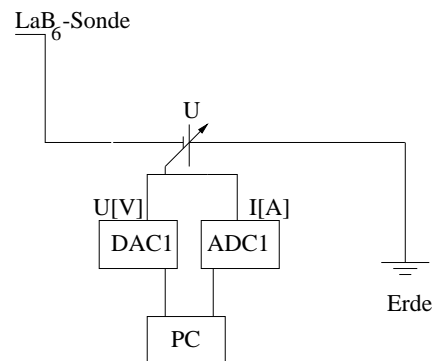 LaB6-Sonde
U
U[V] I[A]
DAC1 ADC1
Erde
PC